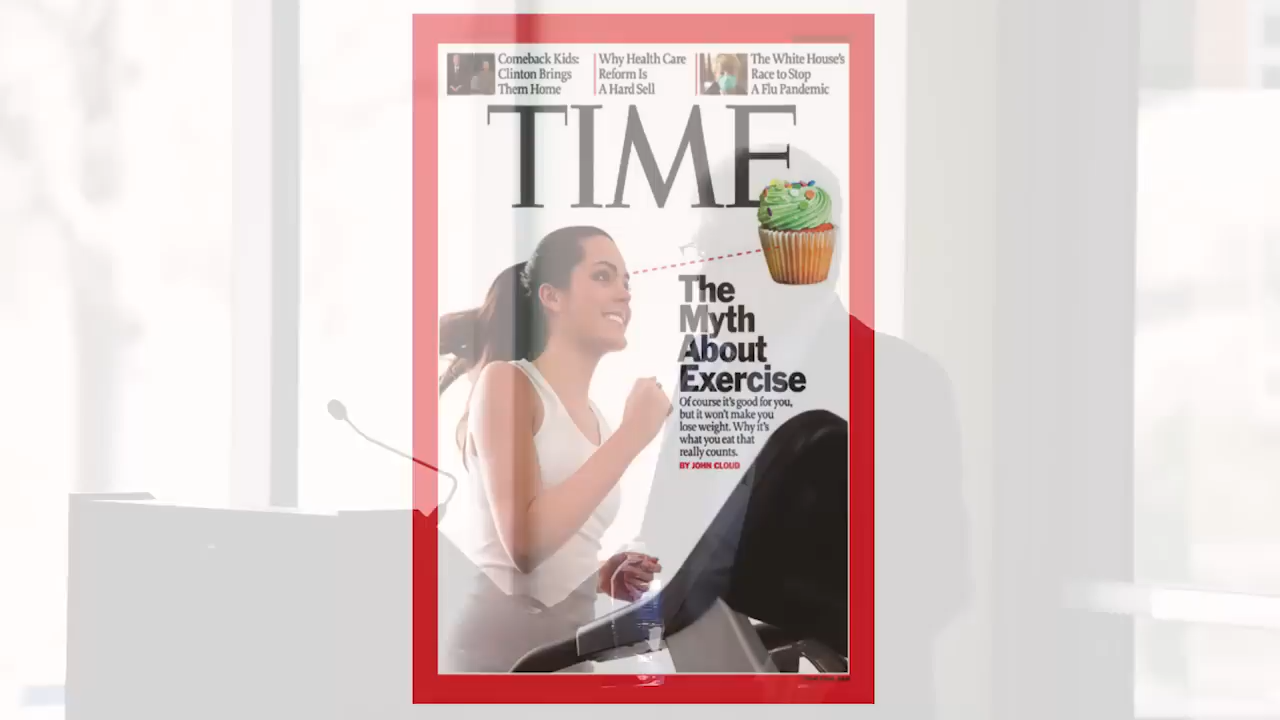 Comeback Kids:
Clinton Brings
Them Home
Why Health Care
Reform Is
A Hard Sell
The White House's
Race to Stop
A Flu Pandemic
TIME
The
Myth
About
Exercise
Of course it's good for you,
but it won't make you
lose weight. Why it's
what you eat that
really counts.
BY JOHN CLOUD